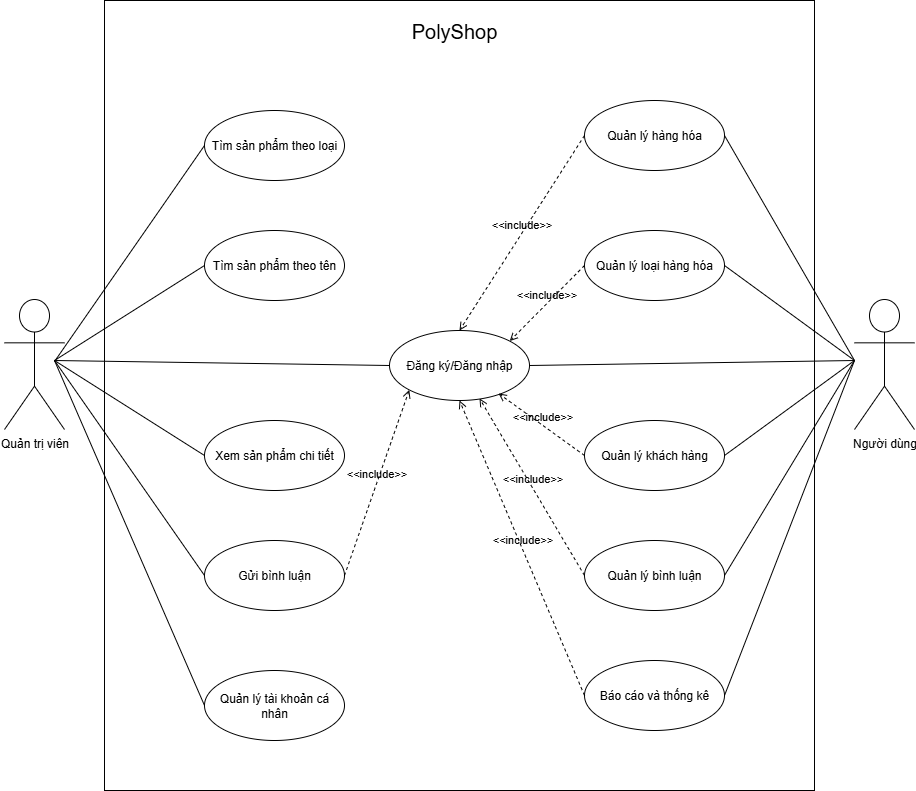 PolyShop
Tìm sản phẩm theo loại
Quản lý hàng hóa
<<include>>
Tìm sản phẩm theo tên
Quản lý loại hàng hóa
<<include>>
Đăng ký/Đăng nhập
Quản trị viên
Người dùng
<<include>>
Xem sản phẩm chi tiết
Quản lý khách hàng
<<include>>
<<include>>
<<include>>
Gửi bình luận
Quản lý bình luận
Quản lý tài khoản cá
nhân
Báo cáo và thống kê